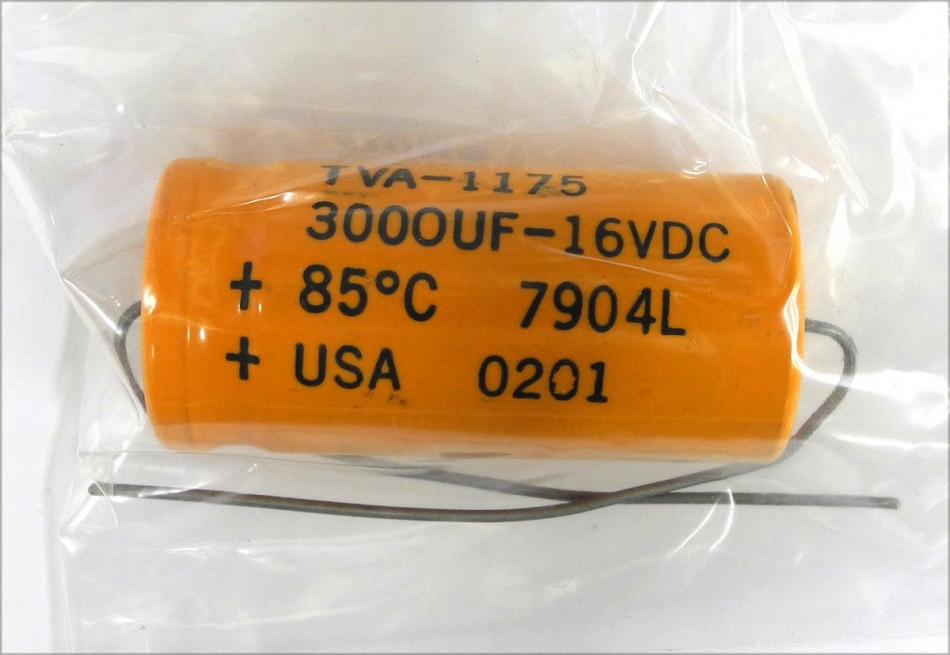 TVA-1175
3000UF-16VDC
+ 85°C 7904L
+ USA 0201